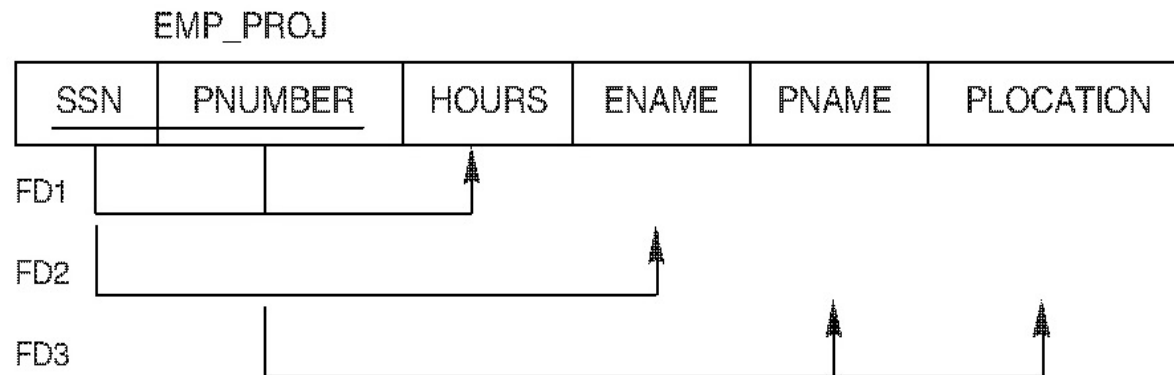 EMP_PROJ
SSN PNUMBER HOURS ENAME PNAME PLOCATION
FD1
FD2
FD3